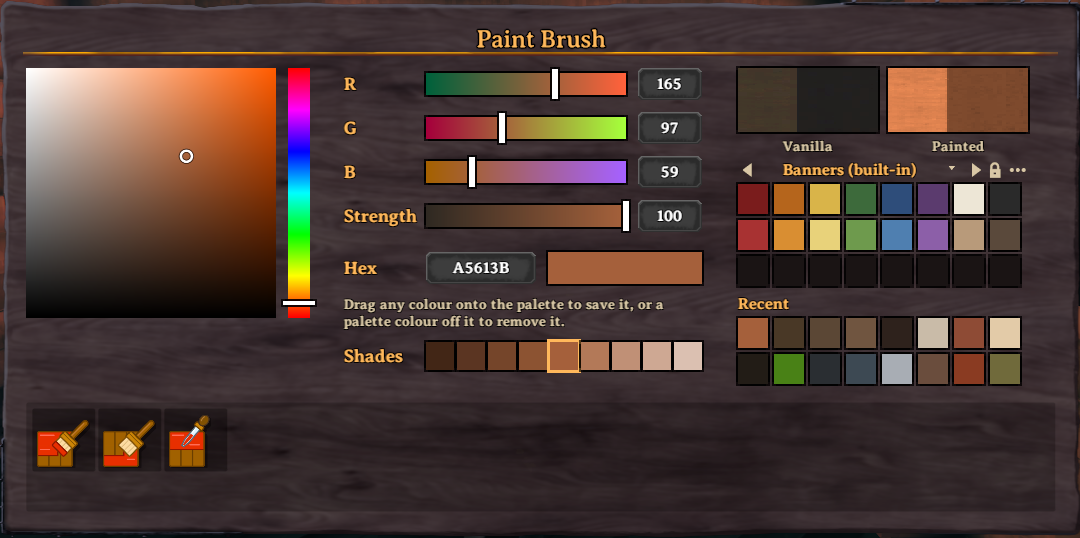 Paint Brush
R
165
G
97
B
59
Strength
100
Hex
A5613B
Drag any colour onto the palette to save it, or a
palette colour off it to remove it.
Shades
Vanilla
Painted
Banners (built-in)
Recent